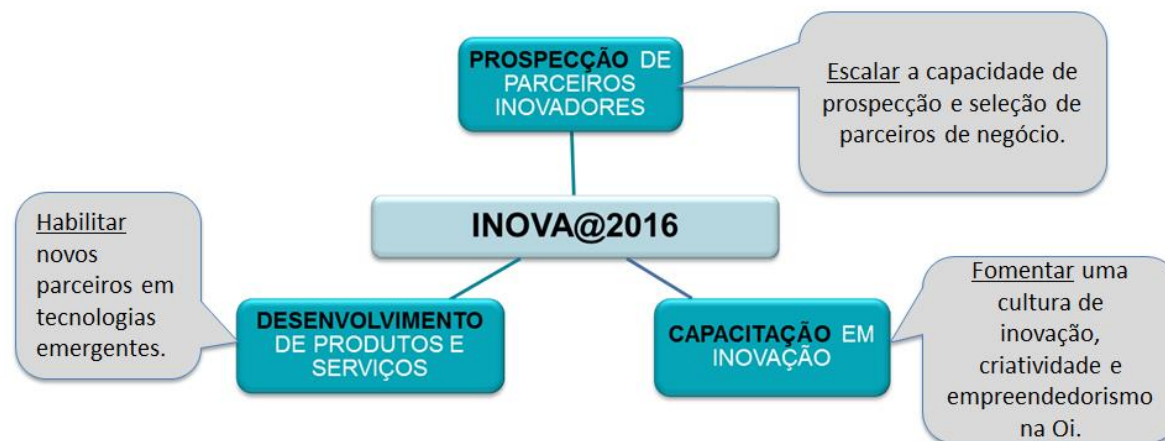 PROSPECÇÃO DE
PARCEIROS
INOVADORES
Escalar a capacidade de
prospecção e seleção de
parceiros de negócio.
INOVA@2016
Habilitar
novos
parceiros em
tecnologias
emergentes.
DESENVOLVIMENTO
DE PRODUTOS E
SERVIÇOS
CAPACITAÇÃO EM
INOVAÇÃO
Fomentar uma
cultura de
inovação,
criatividade e
empreendedorismo
na Oi.